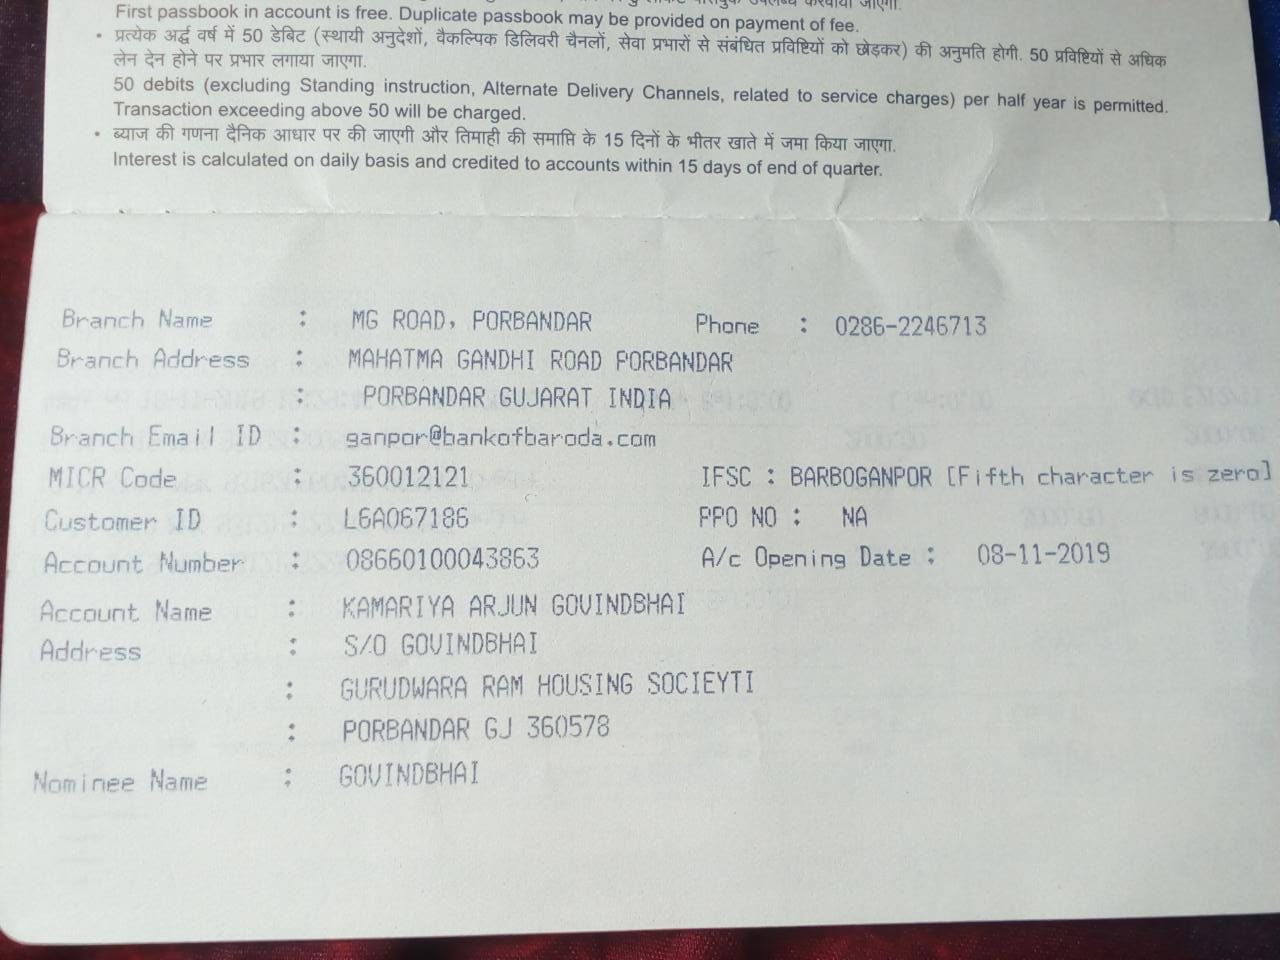 First passbook in account is free. Duplicate passbook may be provided on payment of fee.
• प्रत्येक अर्द्ध वर्ष में 50 डेबिट (स्थायी अनुदेशों, वैकल्पिक डिलिवरी चैनलों, सेवा प्रभारों से संबंधित प्रविष्टियों को छोड़कर) की अनुमति होगी. 50 प्रविष्टियों से अधिक
लेन देन होने पर प्रभार लगाया जाएगा.
50 debits (excluding Standing instruction, Alternate Delivery Channels, related to service charges) per half year is permitted.
Transaction exceeding above 50 will be charged.
• ब्याज की गणना दैनिक आधार पर की जाएगी और तिमाही की समाप्ति के 15 दिनों के भीतर खाते में जमा किया जाएगा.
Interest is calculated on daily basis and credited to accounts within 15 days of end of quarter.
Branch Name : MG ROAD, PORBANDAR Phone : 0286-2246713
Branch Address : MAHATMA GANDHI ROAD PORBANDAR
: PORBANDAR GUJARAT INDIA
Branch Email ID : ganpor@bankofbaroda.com
MICR Code : 360012121 IFSC : BARB0GANPOR [Fifth character is zero]
Customer ID : L6A067186 PPO NO : NA
Account Number : 08660100043863 A/c Opening Date : 08-11-2019
Account Name : KAMARIYA ARJUN GOVINDBHAI
Address : S/O GOVINDBHAI
: GURUDWARA RAM HOUSING SOCIEYTI
: PORBANDAR GJ 360578
Nominee Name : GOVINDBHAI